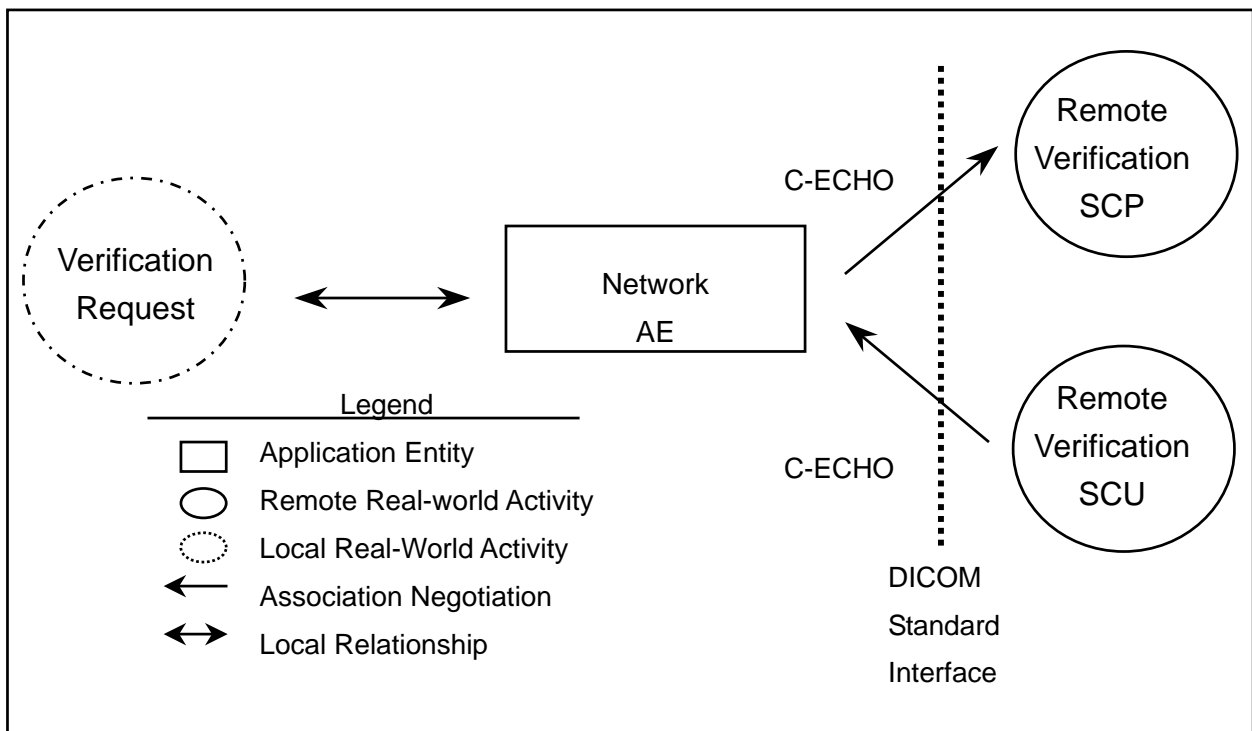 Verification
Request
Network
AE
C-ECHO
Remote
Verification
SCP
C-ECHO
Remote
Verification
SCU
DICOM
Standard
Interface
Legend
Application Entity
Remote Real-world Activity
Local Real-World Activity
Association Negotiation
Local Relationship